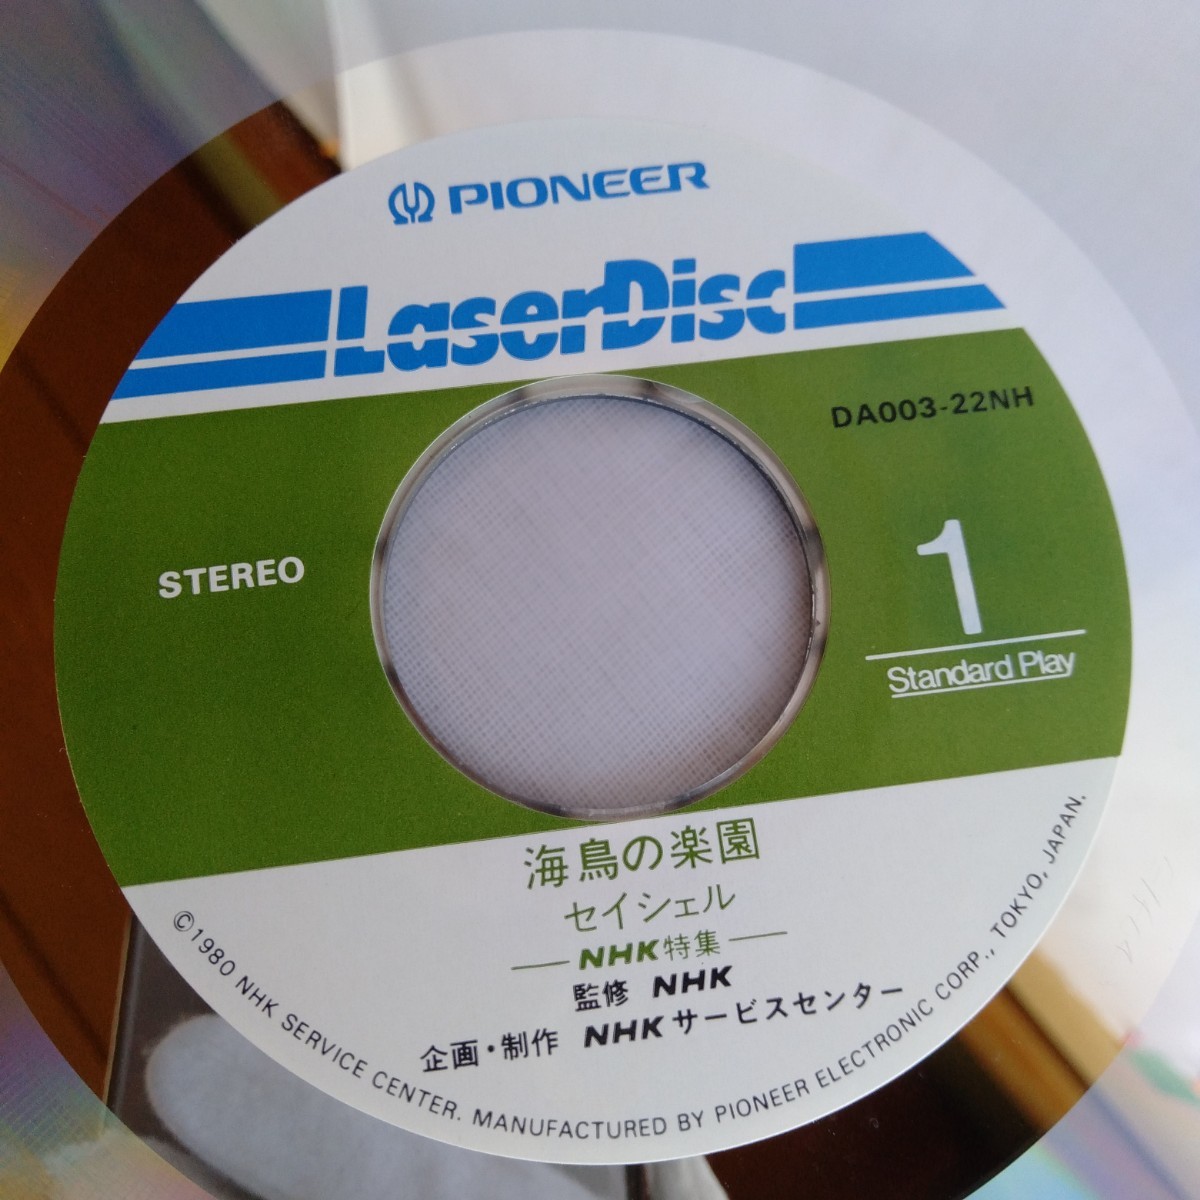 PIONEER
LaserDisc
DA003-22NH
STEREO
1
Standard Play
海鳥の楽園
セイシェル
NHK特集
監修 NHK
企画・制作 NHKサービスセンター
©1980 NHK SERVICE CENTER. MANUFACTURED BY PIONEER ELECTRONIC CORP., TOKYO, JAPAN.